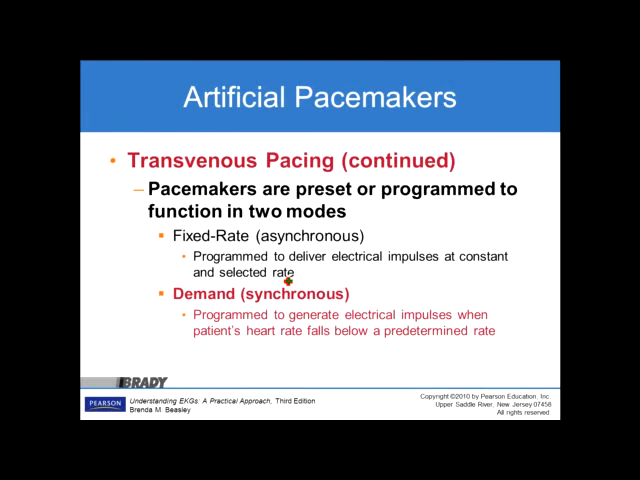 Artificial Pacemakers
• Transvenous Pacing (continued)
– Pacemakers are preset or programmed to
function in two modes
▪ Fixed-Rate (asynchronous)
• Programmed to deliver electrical impulses at constant
and selected rate
▪ Demand (synchronous)
• Programmed to generate electrical impulses when
patient's heart rate falls below a predetermined rate
BRADY
PEARSON
Understanding EKGs: A Practical Approach, Third Edition
Brenda M. Beasley
Copyright ©2010 by Pearson Education, Inc.
Upper Saddle River, New Jersey 07458
All rights reserved.